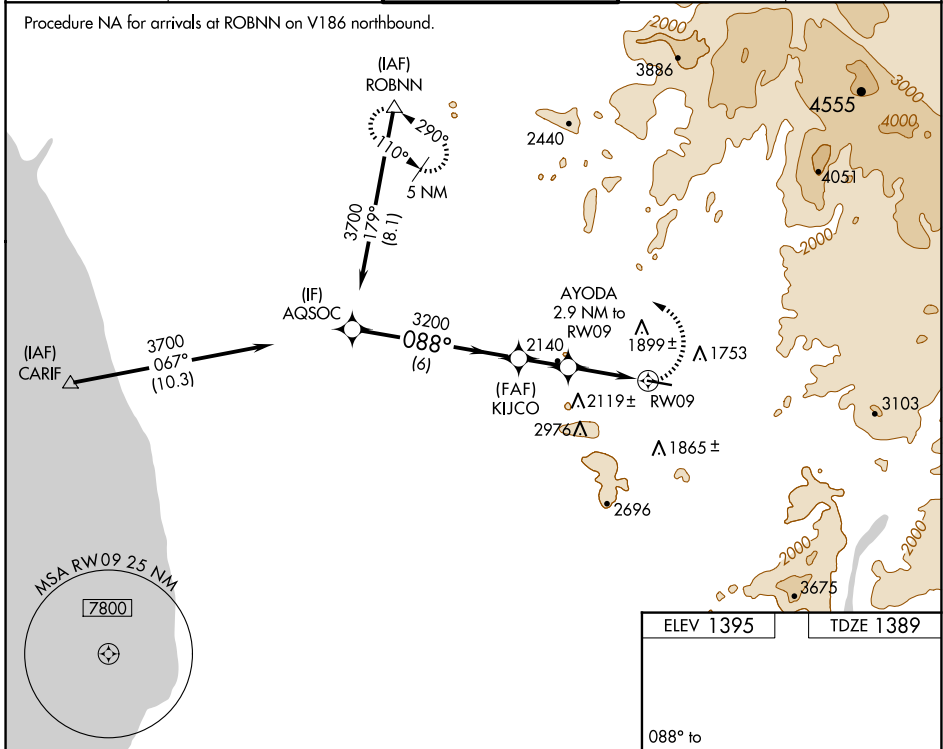 Procedure NA for arrivals at ROBNN on V186 northbound.
2000
3886
3000
4555
4000
(IAF)
ROBNN
290°
110°
5 NM
2440
4051
2000
3700
179°
(8.1)
(IF)
AQSOC
AYODA
2.9 NM to
RW09
3200
088°
(6)
2140
1899±
1753
(IAF)
CARIF
3700
067°
(10.3)
(FAF)
KIJCO
RW09
2119±
2976
1865±
3103
2696
2000
2000
3675
MSA RW09 25 NM
7800
ELEV 1395
TDZE 1389
088° to